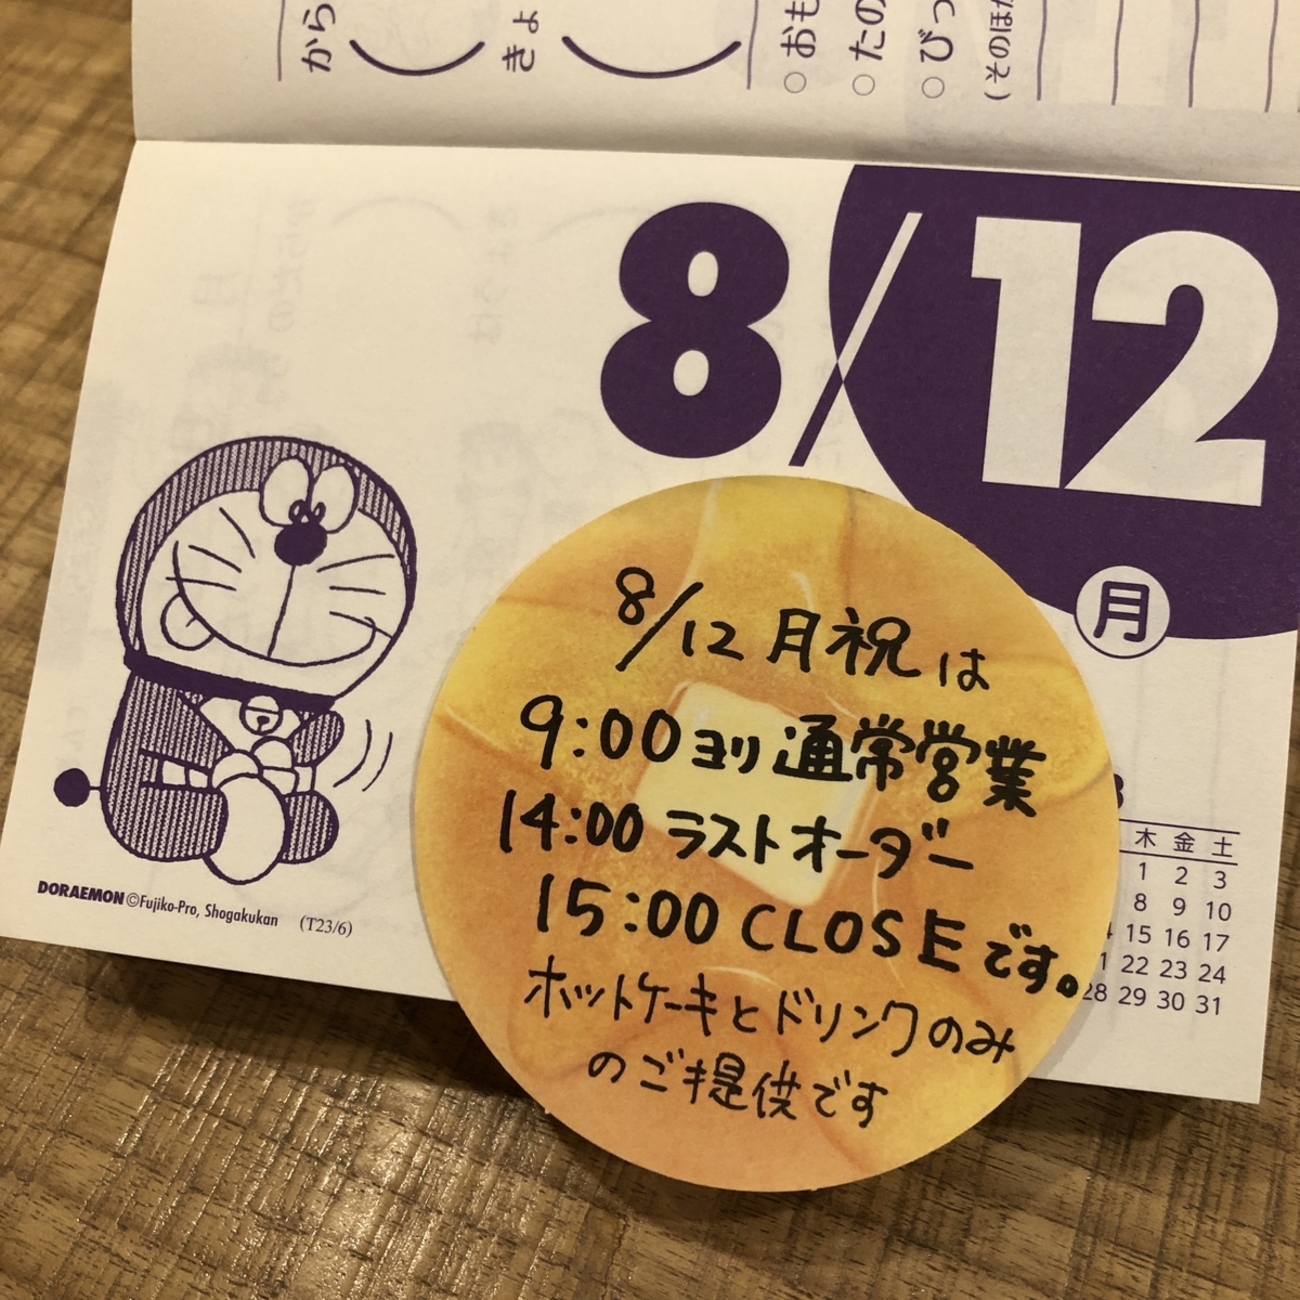 から
きょ
○おも
○たの
○びっ
(そのほか
8/12
月
8/12 月祝は
9:00ヨリ通常営業
14:00 ラストオーダー
15:00 CLOSEです。
ホットケーキとドリンクのみ
のご提供です
木 金 土
1 2 3
8 9 10
15 16 17
22 23 24
28 29 30 31
DORAEMON ©Fujiko-Pro, Shogakukan (T23/6)